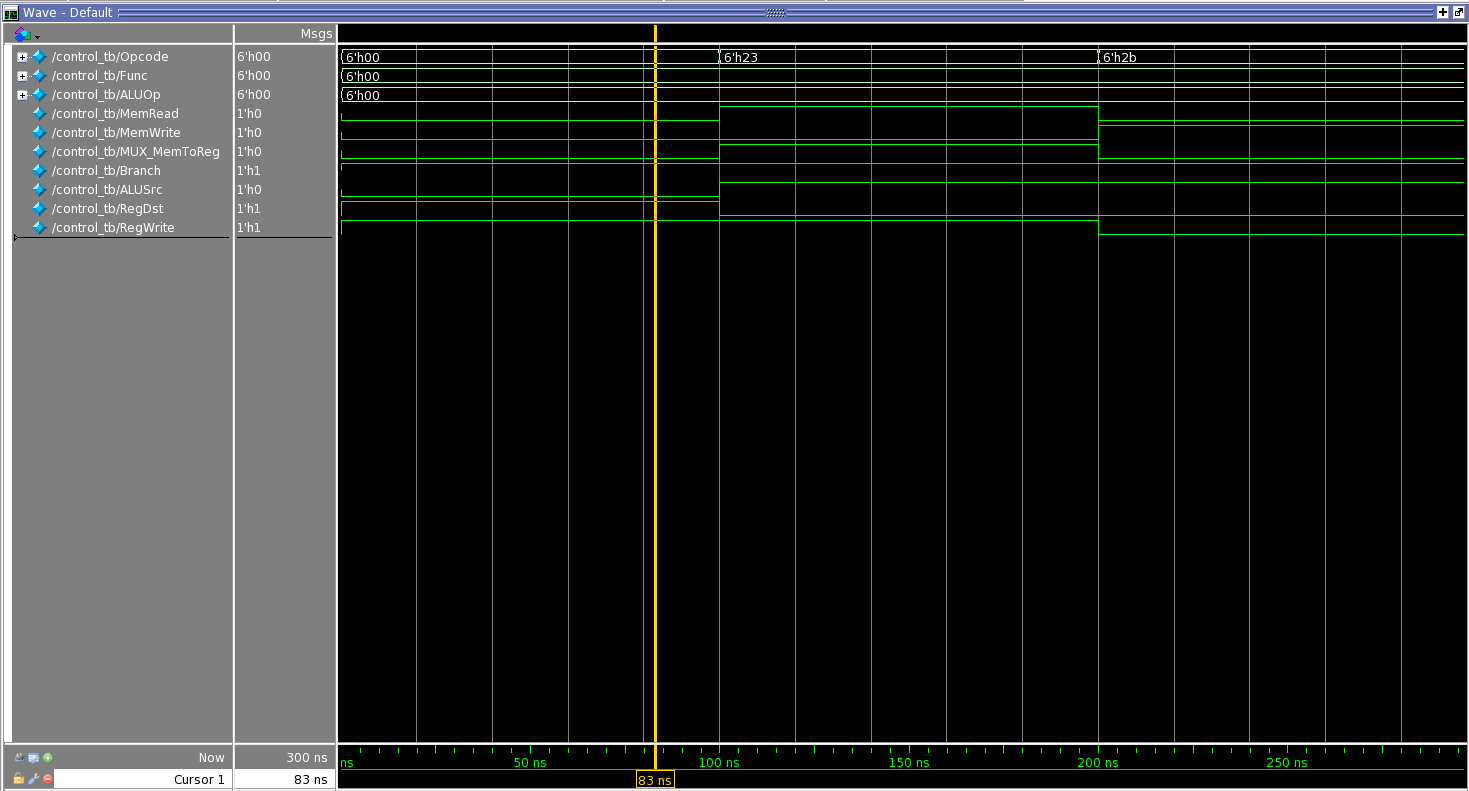 Wave - Default
Msgs
/control_tb/Opcode 6'h00 6'h00 6'h23 6'h2b
/control_tb/Func 6'h00 6'h00
/control_tb/ALUOp 6'h00 6'h00
/control_tb/MemRead 1'h0
/control_tb/MemWrite 1'h0
/control_tb/MUX_MemToReg 1'h0
/control_tb/Branch 1'h1
/control_tb/ALUSrc 1'h0
/control_tb/RegDst 1'h1
/control_tb/RegWrite 1'h1
Now 300 ns ns 50 ns 100 ns 150 ns 200 ns 250 ns
Cursor 1 83 ns 83 ns